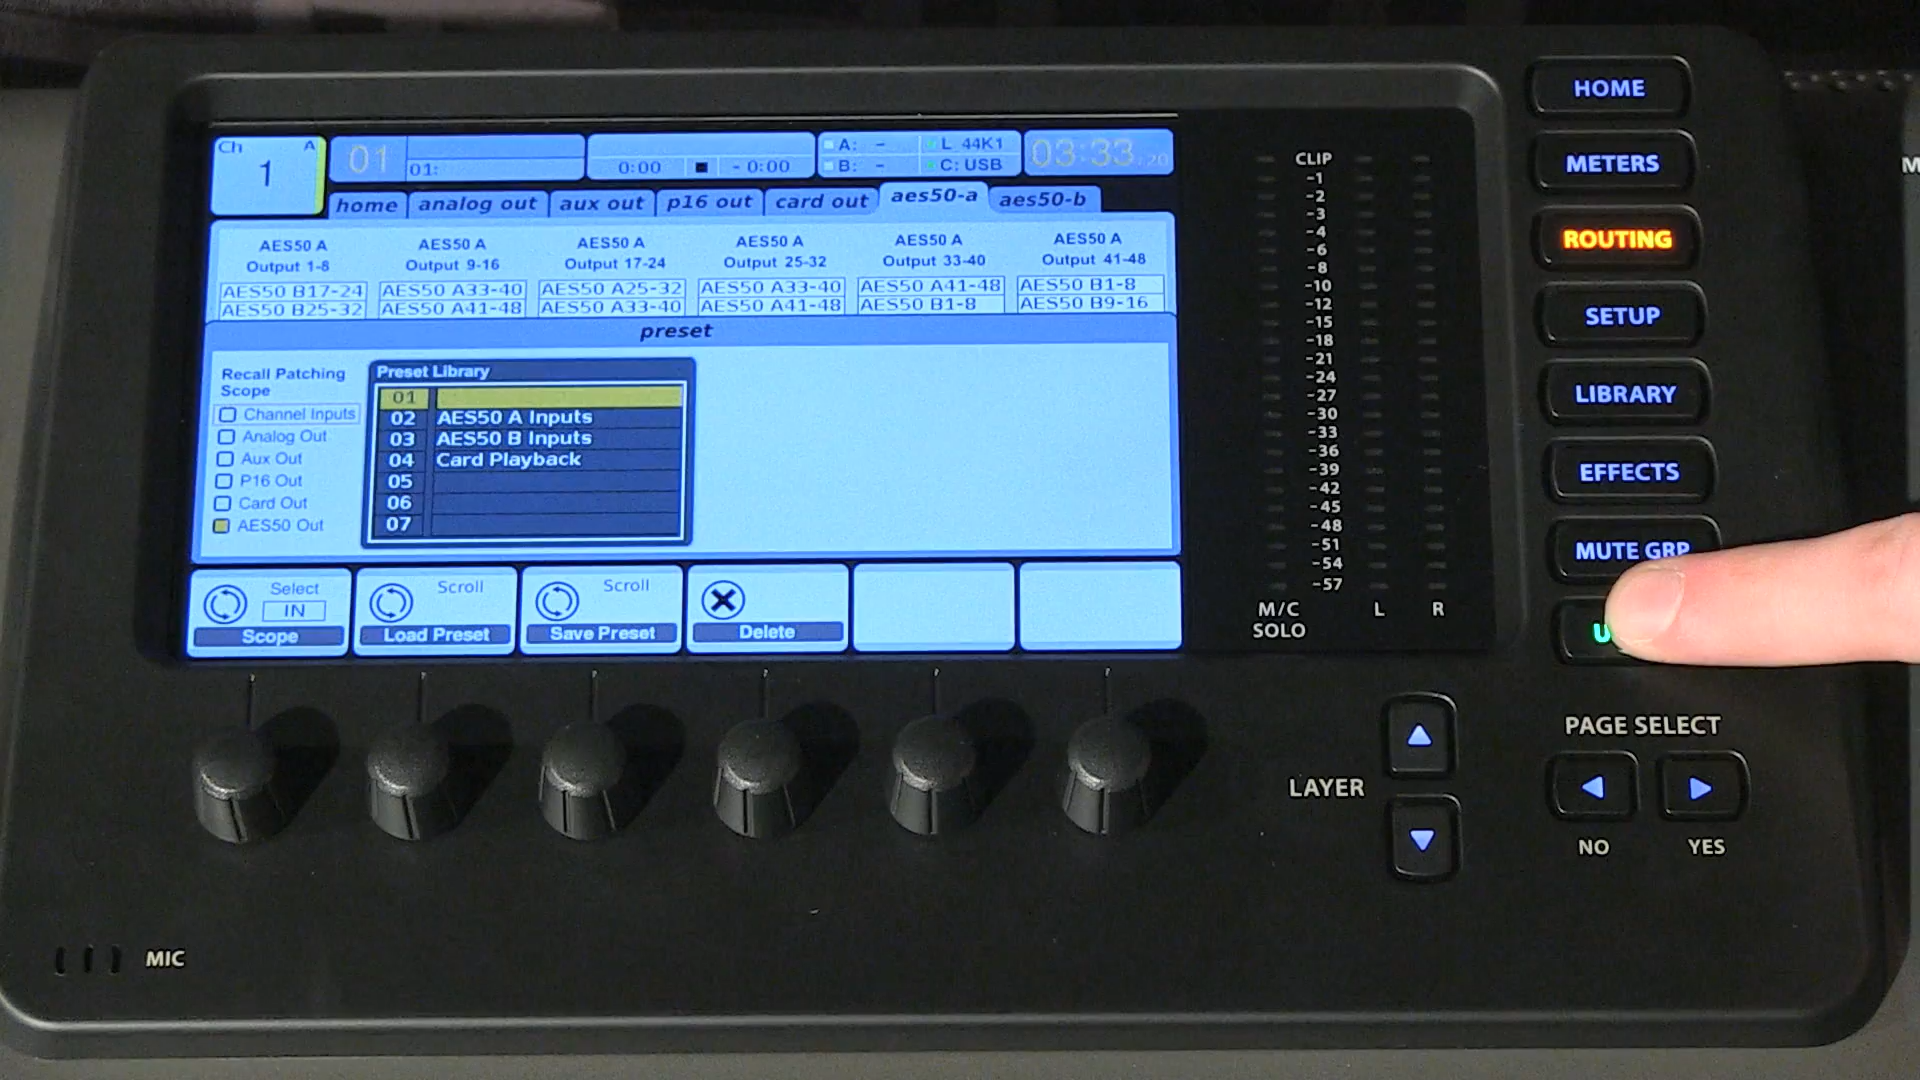 Ch A
1
01
01:
0:00 - 0:00
A: - L 44K1
B: - C: USB
03:33:20
home analog out aux out p16 out card out aes50-a aes50-b
AES50 A AES50 A AES50 A AES50 A AES50 A AES50 A
Output 1-8 Output 9-16 Output 17-24 Output 25-32 Output 33-40 Output 41-48
AES50 B17-24 AES50 A33-40 AES50 A25-32 AES50 A33-40 AES50 A41-48 AES50 B1-8
AES50 B25-32 AES50 A41-48 AES50 A33-40 AES50 A41-48 AES50 B1-8 AES50 B9-16
preset
Recall Patching
Scope
Channel Inputs
Analog Out
Aux Out
P16 Out
Card Out
AES50 Out
Preset Library
01
02 AES50 A Inputs
03 AES50 B Inputs
04 Card Playback
05
06
07
Select
IN
Scope
Scroll
Load Preset
Scroll
Save Preset
Delete
CLIP
-1
-2
-3
-4
-6
-8
-10
-12
-15
-18
-21
-24
-27
-30
-33
-36
-39
-42
-45
-48
-51
-54
-57
M/C
SOLO
L R
HOME
METERS
ROUTING
SETUP
LIBRARY
EFFECTS
MUTE GRP
PAGE SELECT
NO YES
LAYER
MIC